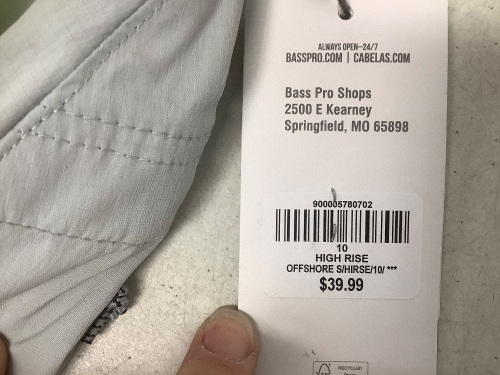 ALWAYS OPEN–24/7
BASSPRO.COM | CABELAS.COM
Bass Pro Shops
2500 E Kearney
Springfield, MO 65898
900005780702
10
HIGH RISE
OFFSHORE S/HIRSE/10/ ***
$39.99
RECYCLED